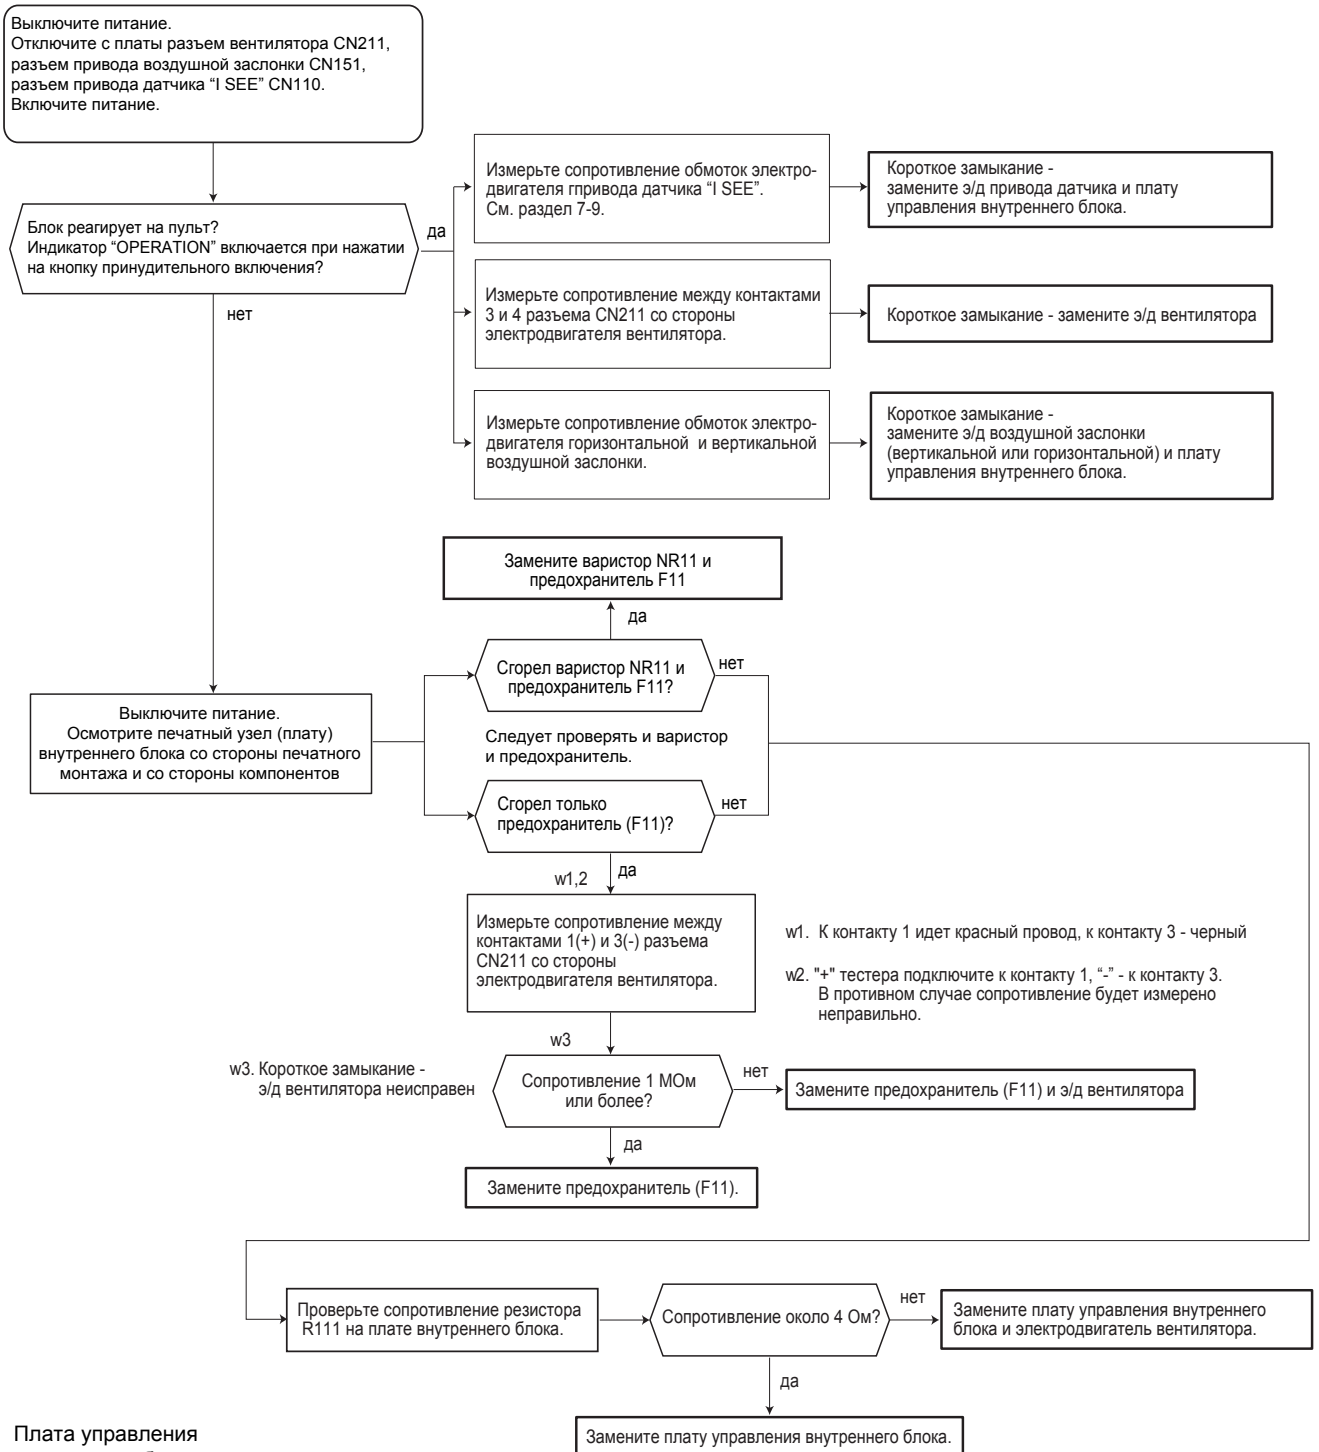 Выключите питание.
Отключите с платы разъем вентилятора CN211,
разъем привода воздушной заслонки CN151,
разъем привода датчика “I SEE” CN110.
Включите питание.
Блок реагирует на пульт?
Индикатор “OPERATION” включается при нажатии
на кнопку принудительного включения?
да
нет
Измерьте сопротивление обмоток электро-
двигателя гпривода датчика “I SEE”.
См. раздел 7-9.
Короткое замыкание -
замените э/д привода датчика и плату
управления внутреннего блока.
Измерьте сопротивление между контактами
3 и 4 разъема CN211 со стороны
электродвигателя вентилятора.
Короткое замыкание - замените э/д вентилятора
Измерьте сопротивление обмоток электро-
двигателя горизонтальной и вертикальной
воздушной заслонки.
Короткое замыкание -
замените э/д воздушной заслонки
(вертикальной или горизонтальной) и плату
управления внутреннего блока.
Замените варистор NR11 и
предохранитель F11
да
Сгорел варистор NR11 и
предохранитель F11?
нет
Выключите питание.
Осмотрите печатный узел (плату)
внутреннего блока со стороны печатного
монтажа и со стороны компонентов
Следует проверять и варистор
и предохранитель.
Сгорел только
предохранитель (F11)?
нет
w1,2
да
Измерьте сопротивление между
контактами 1(+) и 3(-) разъема
CN211 со стороны
электродвигателя вентилятора.
w1. К контакту 1 идет красный провод, к контакту 3 - черный
w2. "+" тестера подключите к контакту 1, “-” - к контакту 3.
В противном случае сопротивление будет измерено
неправильно.
w3
w3. Короткое замыкание -
э/д вентилятора неисправен
Сопротивление 1 МОм
или более?
нет
Замените предохранитель (F11) и э/д вентилятора
да
Замените предохранитель (F11).
Проверьте сопротивление резистора
R111 на плате внутреннего блока.
Сопротивление около 4 Ом?
нет
Замените плату управления внутреннего
блока и электродвигатель вентилятора.
да
Замените плату управления внутреннего блока.
Плата управления